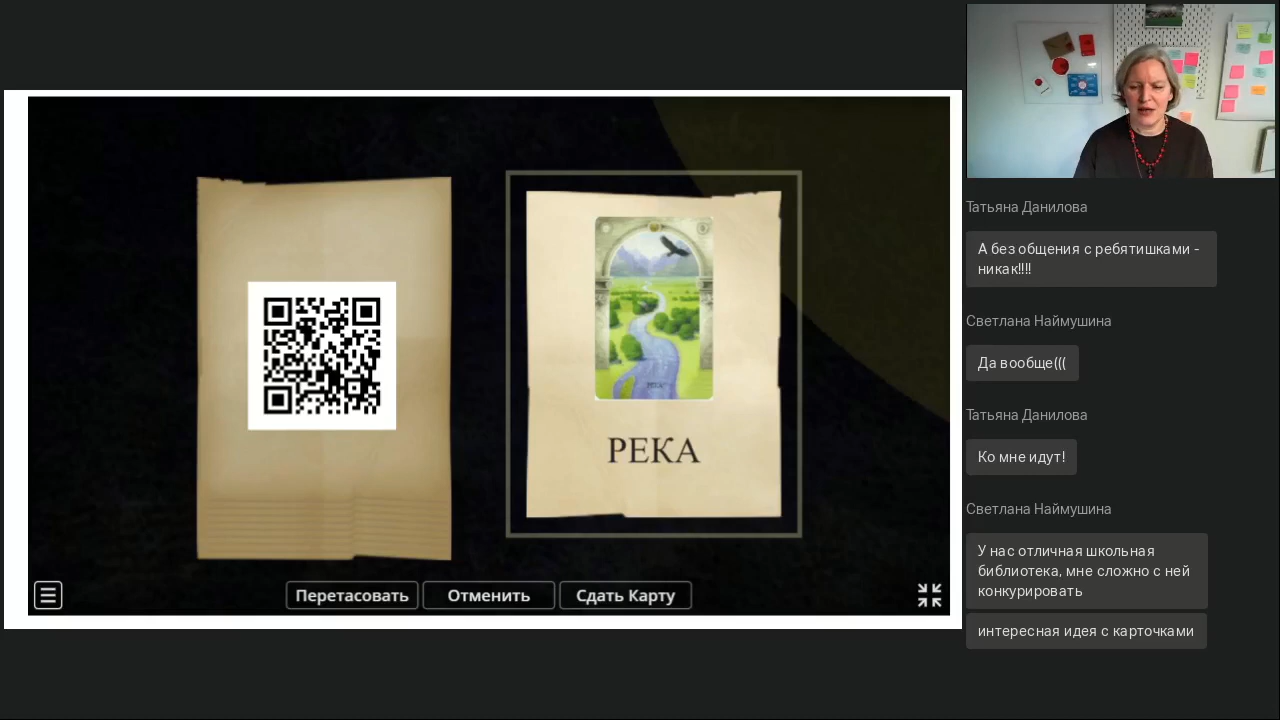 РЕКА
Перетасовать
Отменить
Сдать Карту
Татьяна Данилова
А без общения с ребятишками -
никак!!!!
Светлана Наймушина
Да вообще(((
Татьяна Данилова
Ко мне идут!
Светлана Наймушина
У нас отличная школьная
библиотека, мне сложно с ней
конкурировать
интересная идея с карточками